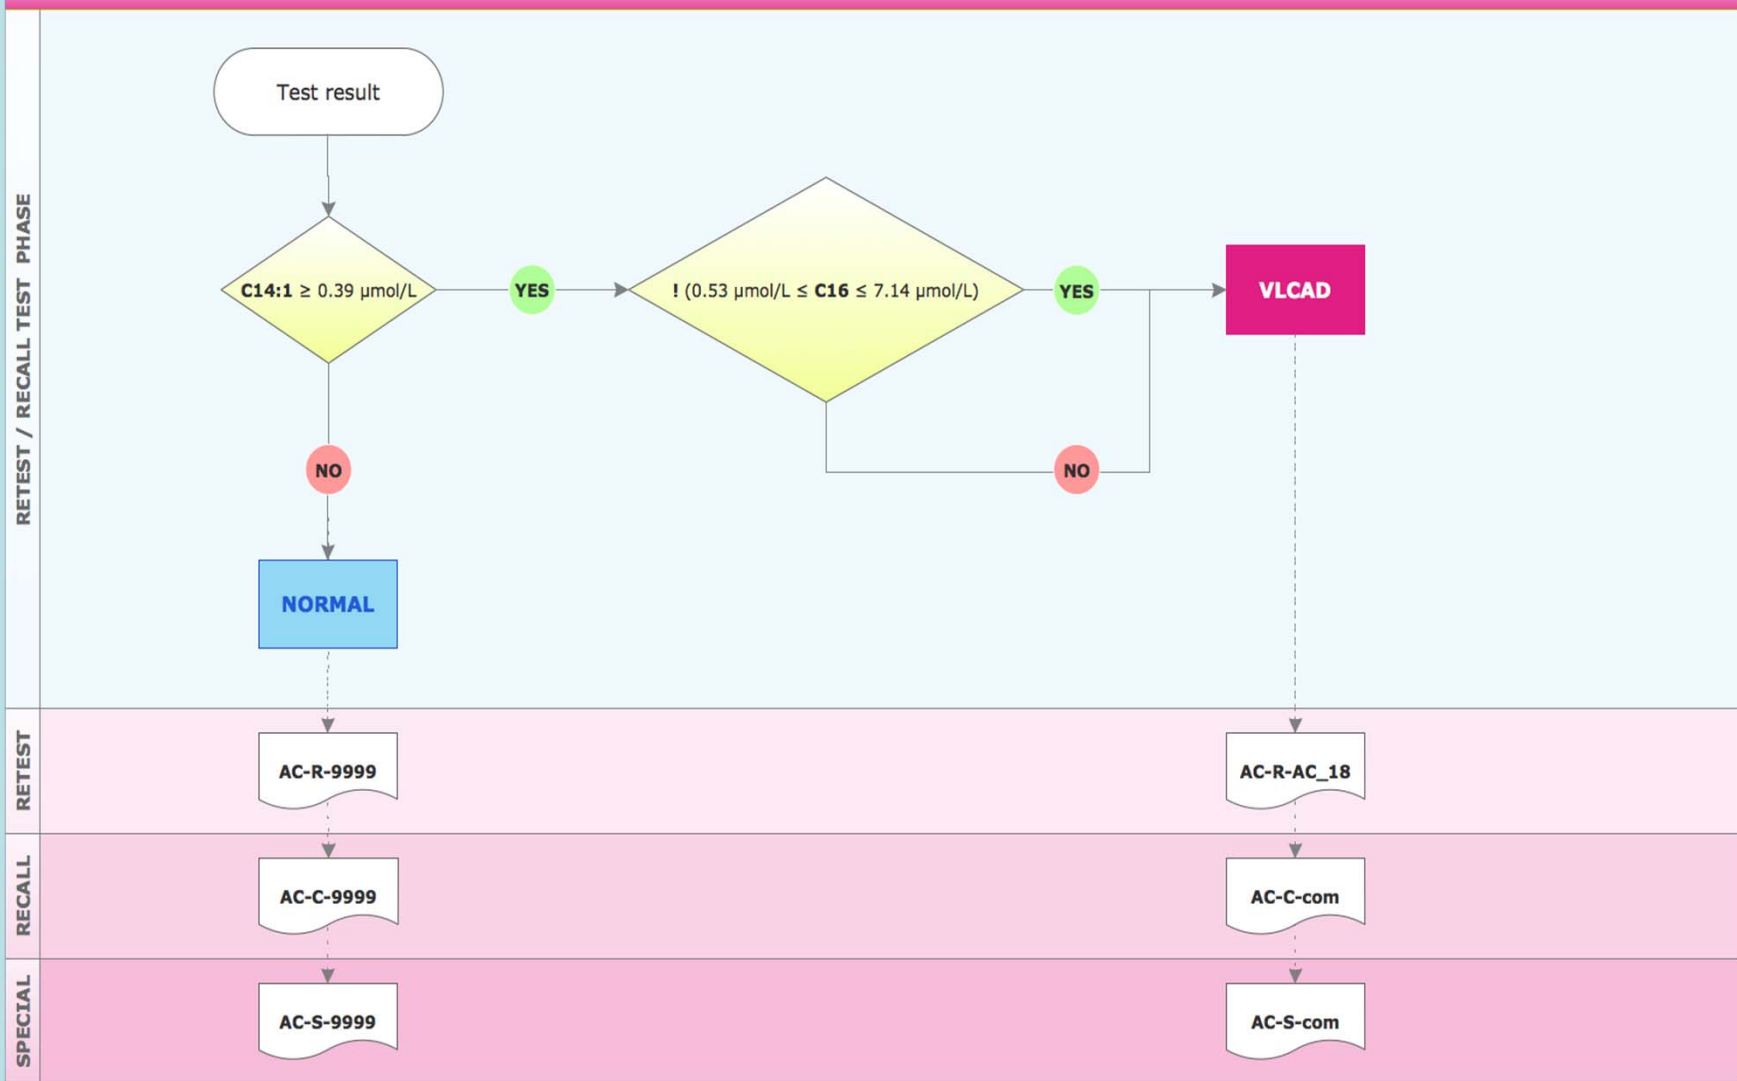 RETEST / RECALL TEST PHASE
Test result
C14:1 ≥ 0.39 µmol/L
YES
! (0.53 µmol/L ≤ C16 ≤ 7.14 µmol/L)
YES
VLCAD
NO
NO
NORMAL
RETEST
AC-R-9999
AC-R-AC_18
RECALL
AC-C-9999
AC-C-com
SPECIAL
AC-S-9999
AC-S-com